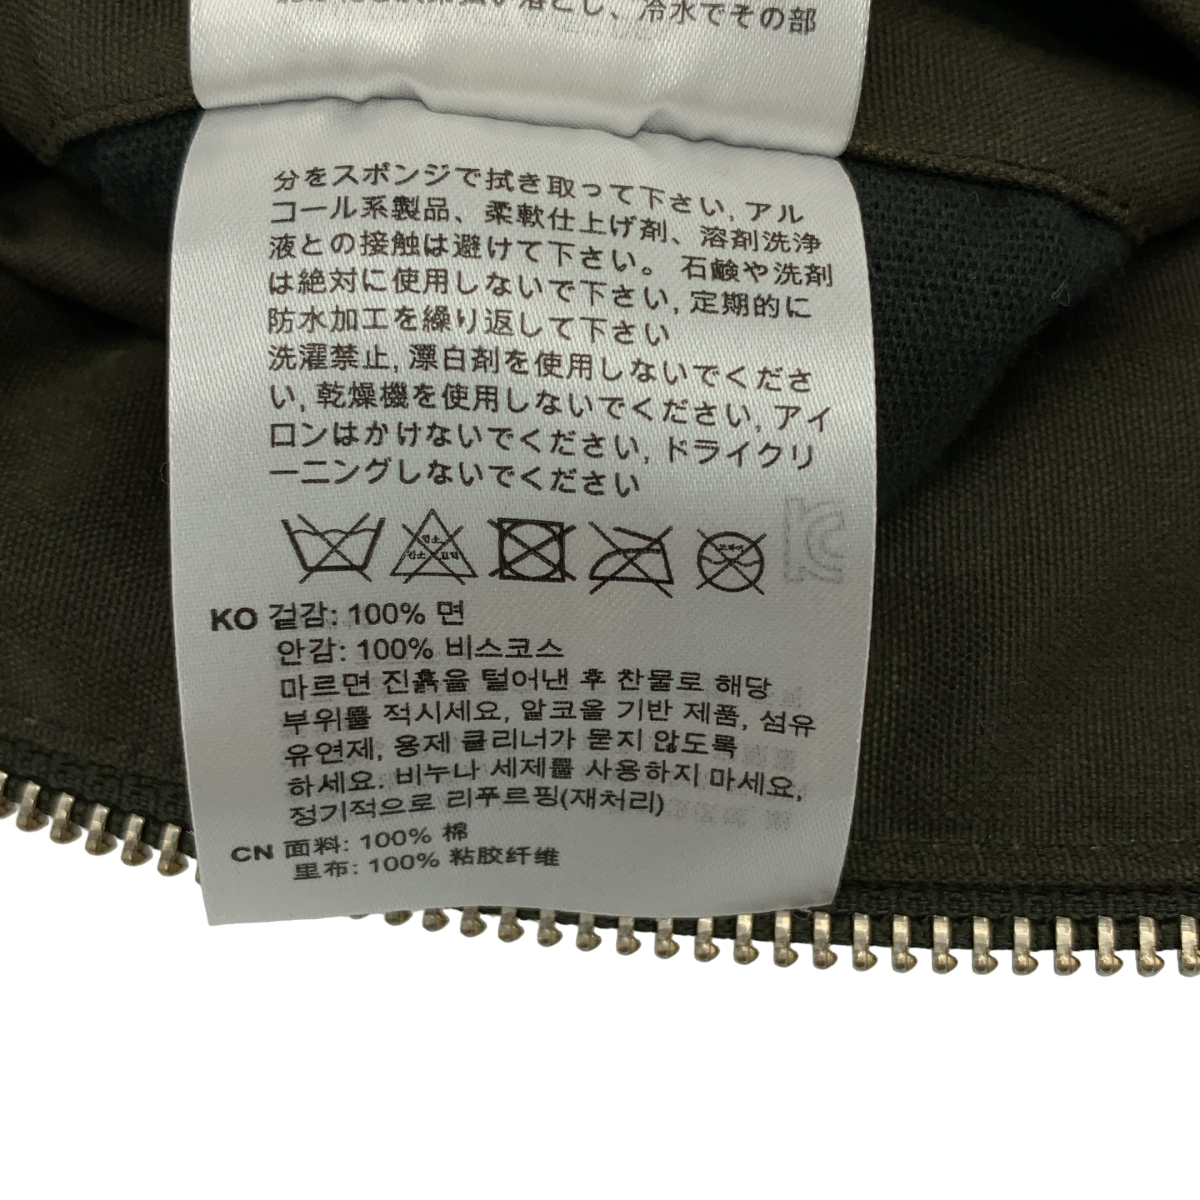 強い落とし、冷水でその部
分をスポンジで拭き取って下さい, アル
コール系製品、柔軟仕上げ剤、溶剤洗浄
液との接触は避けて下さい。 石鹸や洗剤
は絶対に使用しないで下さい, 定期的に
防水加工を繰り返して下さい
洗濯禁止, 漂白剤を使用しないでくださ
い, 乾燥機を使用しないでください, アイ
ロンはかけないでください, ドライクリ
ーニングしないでください
KO 겉감: 100% 면
안감: 100% 비스코스
마르면 진흙을 털어낸 후 찬물로 해당
부위를 적시세요, 알코올 기반 제품, 섬유
유연제, 용제 클리너가 묻지 않도록
하세요. 비누나 세제를 사용하지 마세요,
정기적으로 리푸르핑(재처리)
CN 面料: 100% 棉
里布: 100% 粘胶纤维